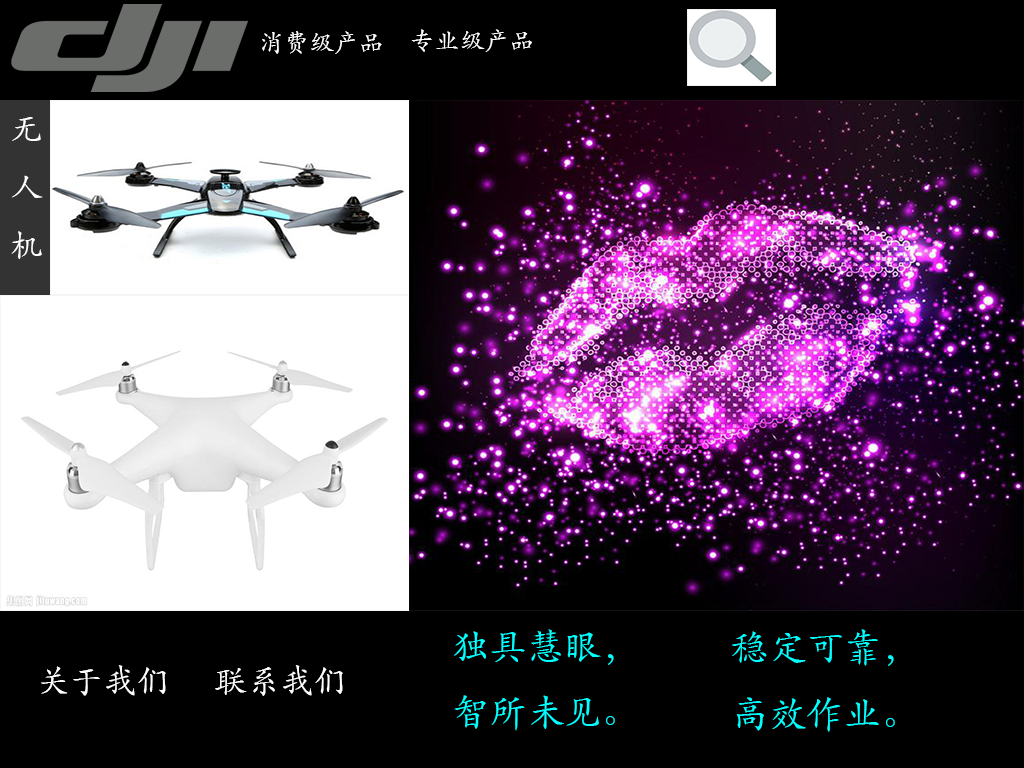 dji 消费级产品 专业级产品
无
人
机
关于我们 联系我们
独具慧眼，
智所未见。
稳定可靠，
高效作业。